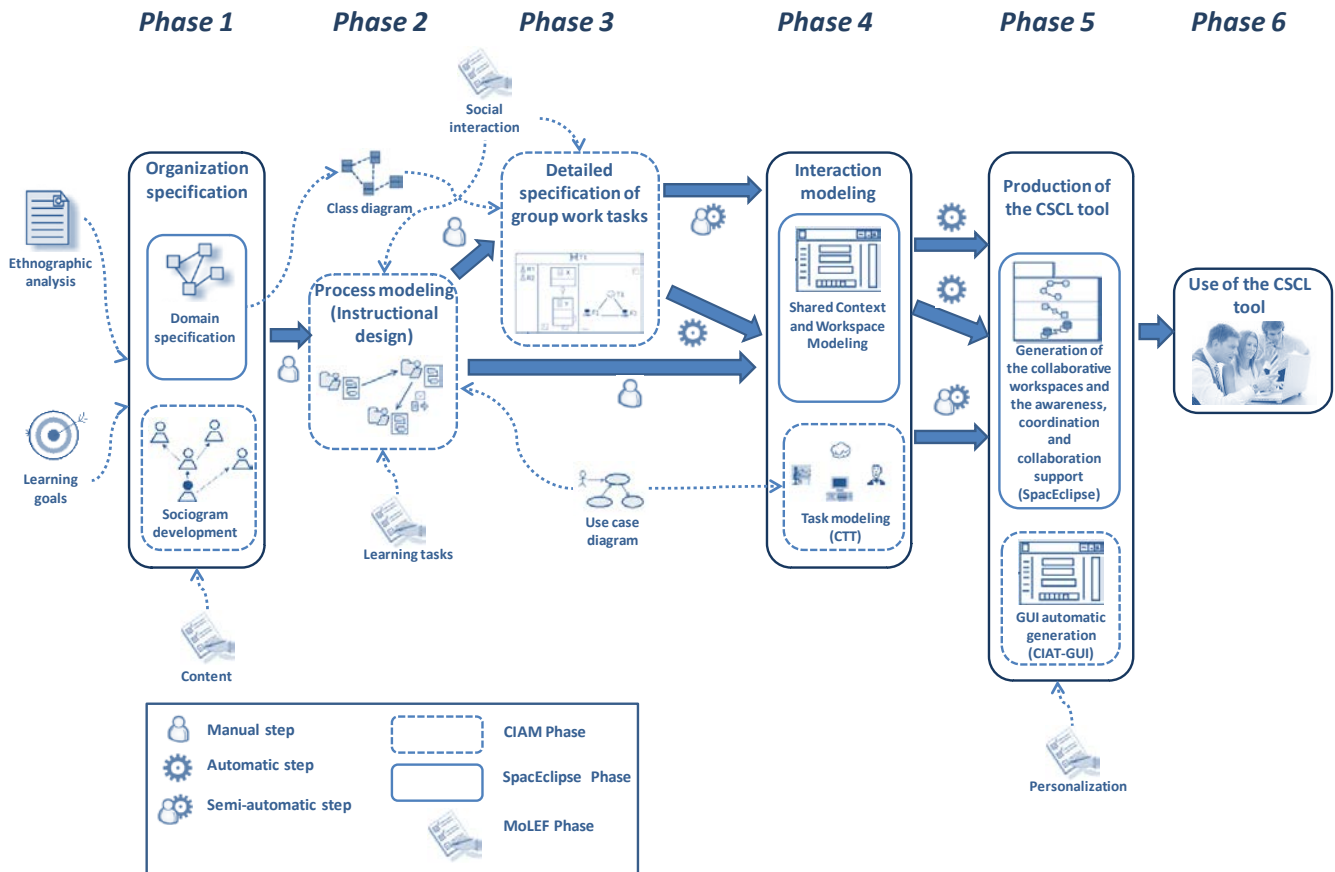 Phase 1
Phase 2
Phase 3
Phase 4
Phase 5
Phase 6
Social
interaction
Organization
specification
Domain
specification
Sociogram
development
Ethnographic
analysis
Learning
goals
Content
Class diagram
Process modeling
(Instructional
design)
Learning tasks
Detailed
specification of
group work tasks
Use case
diagram
Interaction
modeling
Shared Context
and Workspace
Modeling
Task modeling
(CTT)
Production of
the CSCL tool
Generation of
the collaborative
workspaces and
the awareness,
coordination
and
collaboration
support
(SpacEclipse)
GUI automatic
generation
(CIAT-GUI)
Personalization
Use of the CSCL
tool
Manual step
Automatic step
Semi-automatic step
CIAM Phase
SpacEclipse Phase
MoLEF Phase